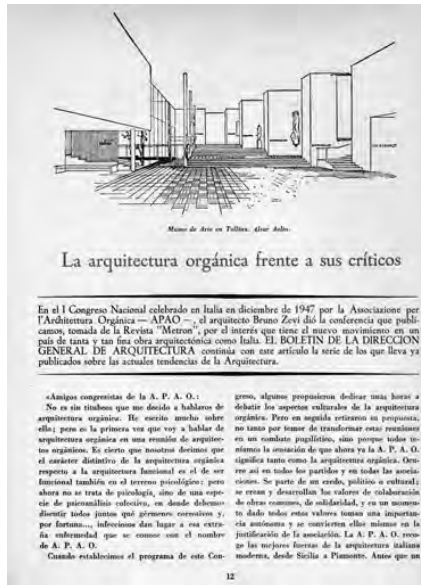 Museo de Arte en Tallinn. Alvar Aalto.
La arquitectura orgánica frente a sus críticos
En el I Congreso Nacional celebrado en Italia en diciembre de 1947 por la Associazione per
l'Architettura Orgánica — APAO —, el arquitecto Bruno Zevi dió la conferencia que publi-
camos, tomada de la Revista "Metron", por el interés que tiene el nuevo movimiento en un
país de tanta y tan fina obra arquitectónica como Italia. EL BOLETIN DE LA DIRECCION
GENERAL DE ARQUITECTURA continúa con este artículo la serie de los que lleva ya
publicados sobre las actuales tendencias de la Arquitectura.
«Amigos congresistas de la A. P. A. O.:
No es sin titubeos que me decido a hablaros de
arquitectura orgánica. He escrito mucho sobre
ello; pero es la primera vez que voy a hablar de
arquitectura orgánica en una reunión de arquitec-
tos orgánicos. Es cierto que nosotros decimos que
el carácter distintivo de la arquitectura orgánica
respecto a la arquitectura funcional es el de ser
funcional también en el terreno psicológico; pero
ahora no se trata de psicología, sino de una espe-
cie de psicoanálisis colectivo, en donde debemos
discutir todos juntos qué gérmenes corrosivos y,
por fortuna..., infecciosos dan lugar a esa extra-
ña enfermedad que se conoce con el nombre
de A. P. A. O.
Cuando establecimos el programa de este Con-
greso, algunos propusieron dedicar unas horas a
debatir los aspectos culturales de la arquitectura
orgánica. Pero en seguida retiraron su propuesta,
no tanto por temor de transformar estas reuniones
en un combate pugilístico, sino porque todos te-
níamos la sensación de que ahora ya la A. P. A. O.
significa tanto como la arquitectura orgánica. Ocu-
rre así en todos los partidos y en todas las asocia-
ciones. Se parte de un credo, político o cultural;
se crean y desarrollan los valores de colaboración
de obras comunes, de solidaridad, y en un momen-
to dado todos estos valores toman una importan-
cia autónoma y se convierten ellos mismos en la
justificación de la asociación. La A. P. A. O. reco-
ge las mejores fuerzas de la arquitectura italiana
moderna, desde Sicilia a Piamonte. Antes que un
12